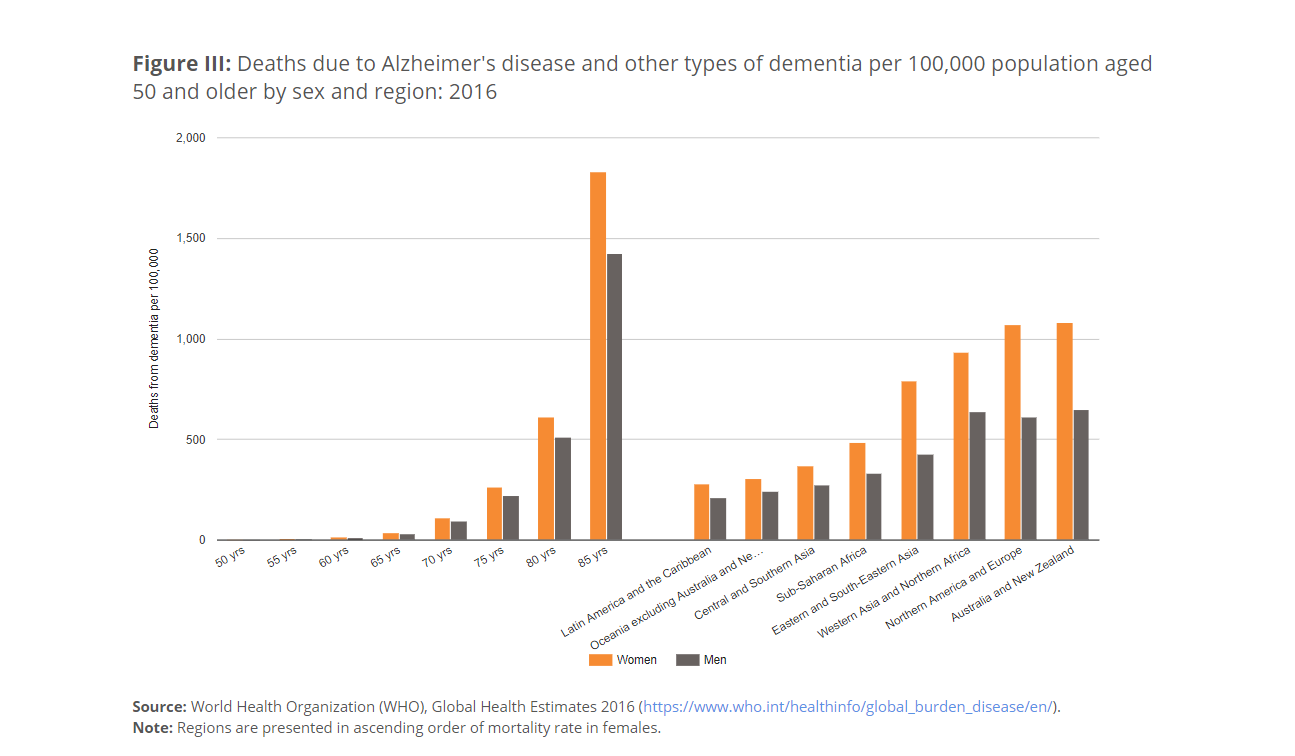 Figure III: Deaths due to Alzheimer's disease and other types of dementia per 100,000 population aged
50 and older by sex and region: 2016
2,000
1,500
1,000
500
0
Deaths from dementia per 100,000
50 yrs
55 yrs
60 yrs
65 yrs
70 yrs
75 yrs
80 yrs
85 yrs
Latin America and the Caribbean
Oceania excluding Australia and Ne...
Central and Southern Asia
Sub-Saharan Africa
Eastern and South-Eastern Asia
Western Asia and Northern Africa
Northern America and Europe
Australia and New Zealand
Women
Men
Source: World Health Organization (WHO), Global Health Estimates 2016 (https://www.who.int/healthinfo/global_burden_disease/en/).
Note: Regions are presented in ascending order of mortality rate in females.